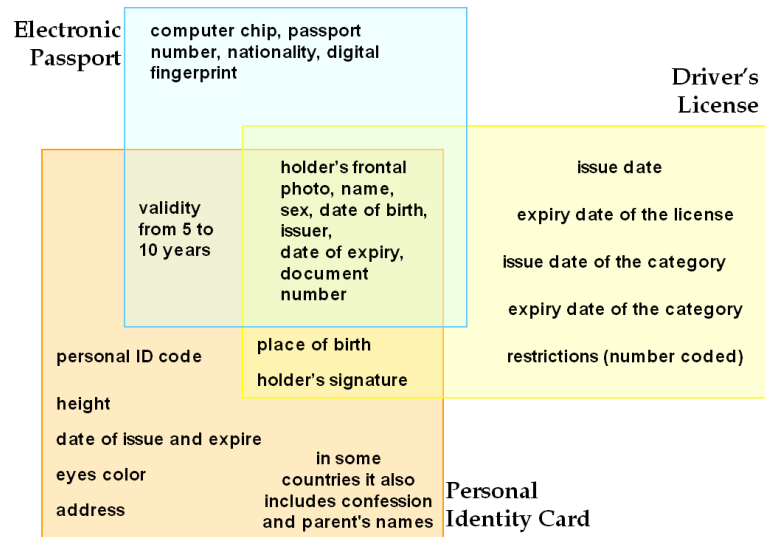 Electronic
Passport
computer chip, passport
number, nationality, digital
fingerprint
Driver's
License
holder's frontal
photo, name,
sex, date of birth,
issuer,
date of expiry,
document
number
validity
from 5 to
10 years
issue date
expiry date of the license
issue date of the category
expiry date of the category
restrictions (number coded)
place of birth
holder's signature
personal ID code
height
date of issue and expire
eyes color
address
in some
countries it also
includes confession
and parent's names
Personal
Identity Card